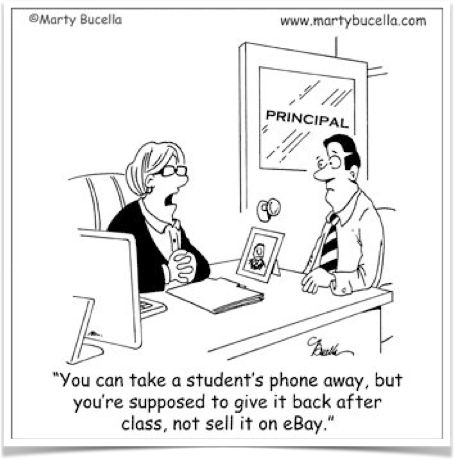 ©Marty Bucella www.martybucella.com
PRINCIPAL
Bucella
"You can take a student's phone away, but
you're supposed to give it back after
class, not sell it on eBay."